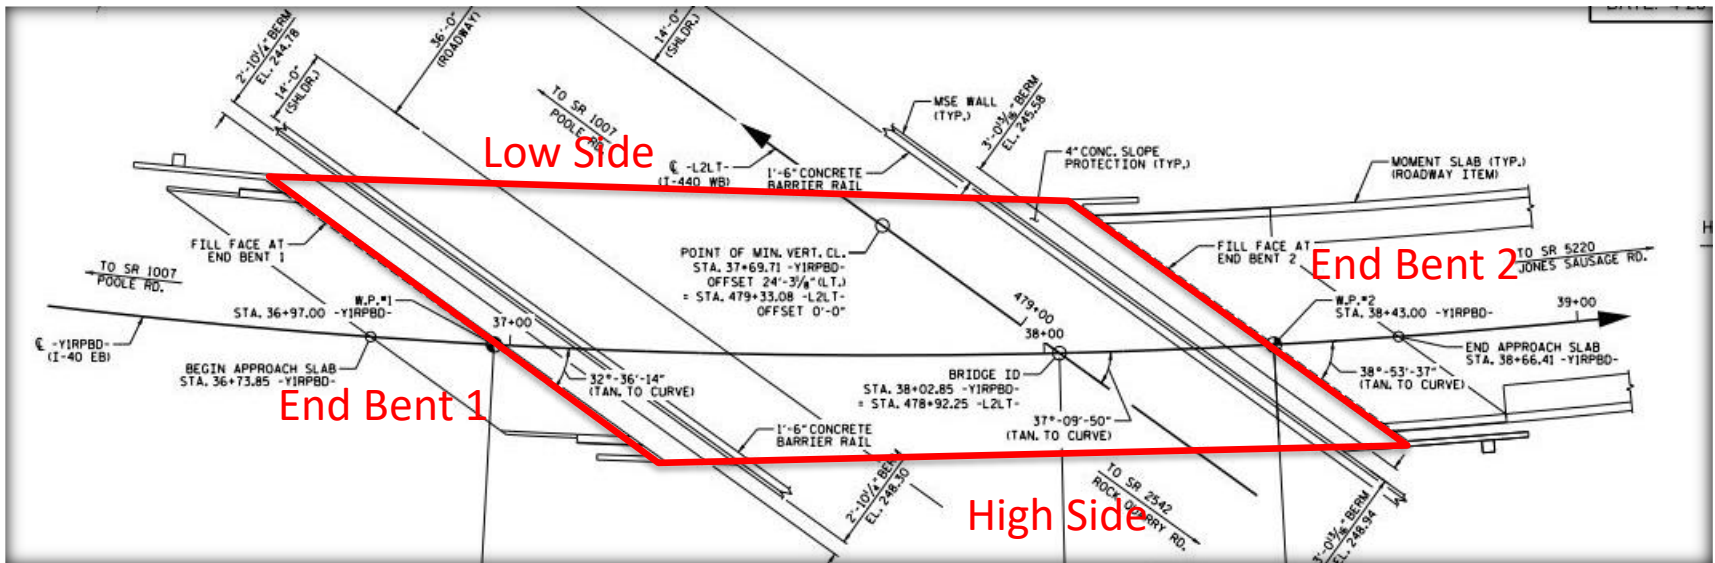 DATE: 4-25
2'-10¼" BERM
EL. 244.78
14'-0"
(SHLDR.)
36'-0"
(ROADWAY)
14'-0"
(SHLDR.)
TO SR 1007
POOLE RD.
Low Side
℄ -L2LT-
(I-440 WB)
1'-6" CONCRETE
BARRIER RAIL
MSE WALL
(TYP.)
3'-0 13/16" BERM
EL. 245.58
4" CONC. SLOPE
PROTECTION (TYP.)
MOMENT SLAB (TYP.)
(ROADWAY ITEM)
H
FILL FACE AT
END BENT 1
TO SR 1007
POOLE RD.
POINT OF MIN. VERT. CL.
STA. 37+69.71 -Y1RPBD-
OFFSET 24'-3⅛" (LT.)
= STA. 479+33.08 -L2LT-
OFFSET 0'-0"
FILL FACE AT
END BENT 2
End Bent 2
TO SR 5220
JONES SAUSAGE RD.
W.P.#1
STA. 36+97.00 -Y1RPBD-
37+00
479+00
38+00
W.P.#2
STA. 38+43.00 -Y1RPBD-
39+00
℄ -Y1RPBD-
(I-40 EB)
BEGIN APPROACH SLAB
STA. 36+73.85 -Y1RPBD-
End Bent 1
32°-36'-14"
(TAN. TO CURVE)
BRIDGE ID
STA. 38+02.85 -Y1RPBD-
= STA. 478+92.25 -L2LT-
37°-09'-50"
(TAN. TO CURVE)
38°-53'-37"
(TAN. TO CURVE)
END APPROACH SLAB
STA. 38+66.41 -Y1RPBD-
1'-6" CONCRETE
BARRIER RAIL
2'-10¼" BERM
EL. 248.30
High Side
TO SR 2542
ROCK QUARRY RD.
3'-0 13/16" BERM
EL. 248.94